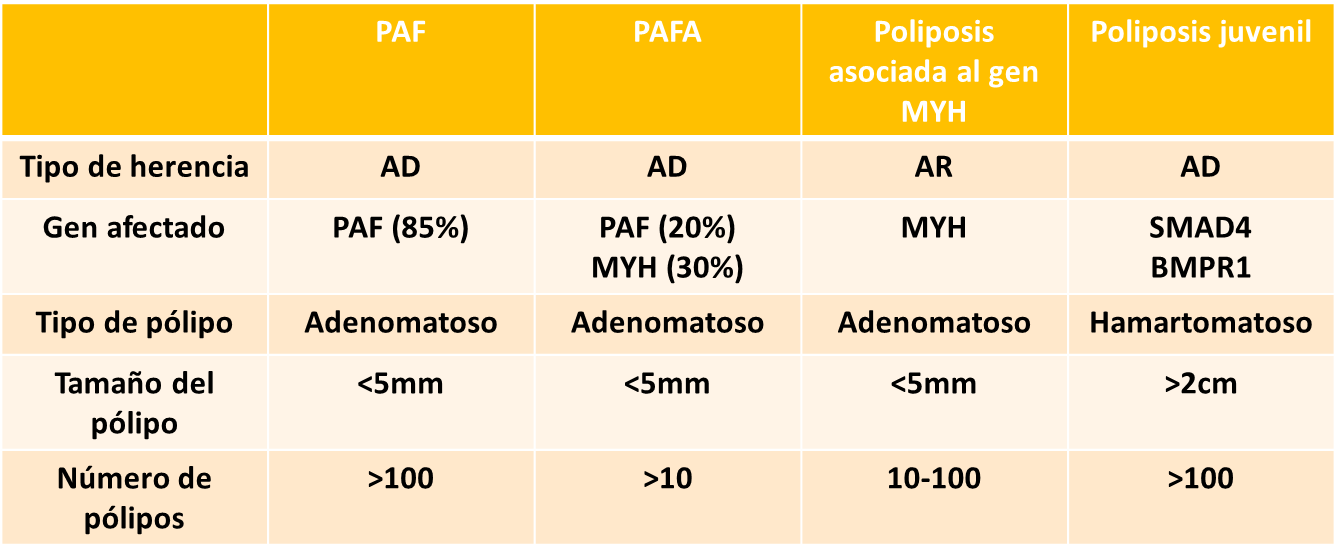 PAF PAFA Poliposis asociada al gen MYH Poliposis juvenil
Tipo de herencia AD AD AR AD
Gen afectado PAF (85%) PAF (20%) MYH (30%) MYH SMAD4 BMPR1
Tipo de pólipo Adenomatoso Adenomatoso Adenomatoso Hamartomatoso
Tamaño del pólipo <5mm <5mm <5mm >2cm
Número de pólipos >100 >10 10-100 >100